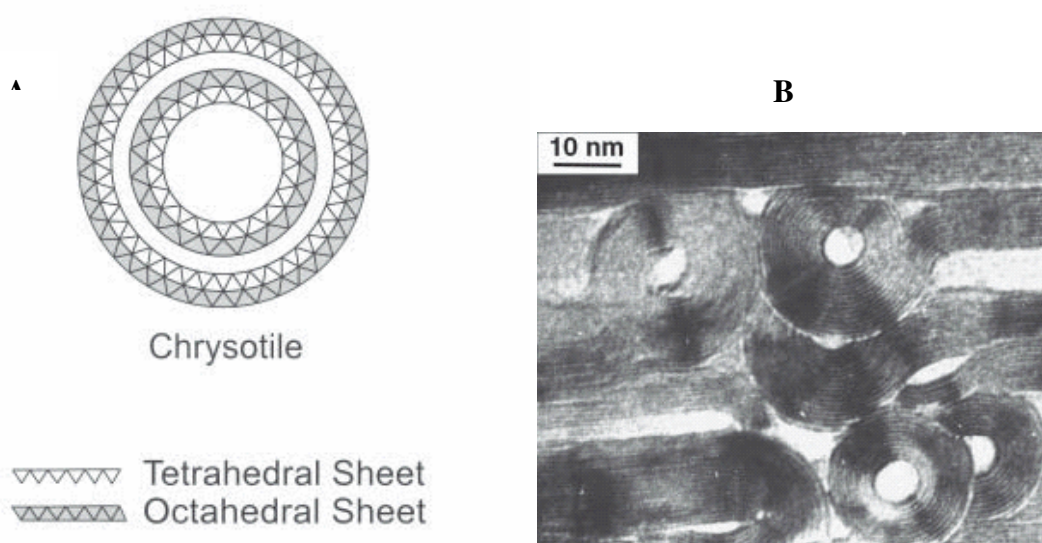 A
B
10 nm
Chrysotile
Tetrahedral Sheet
Octahedral Sheet